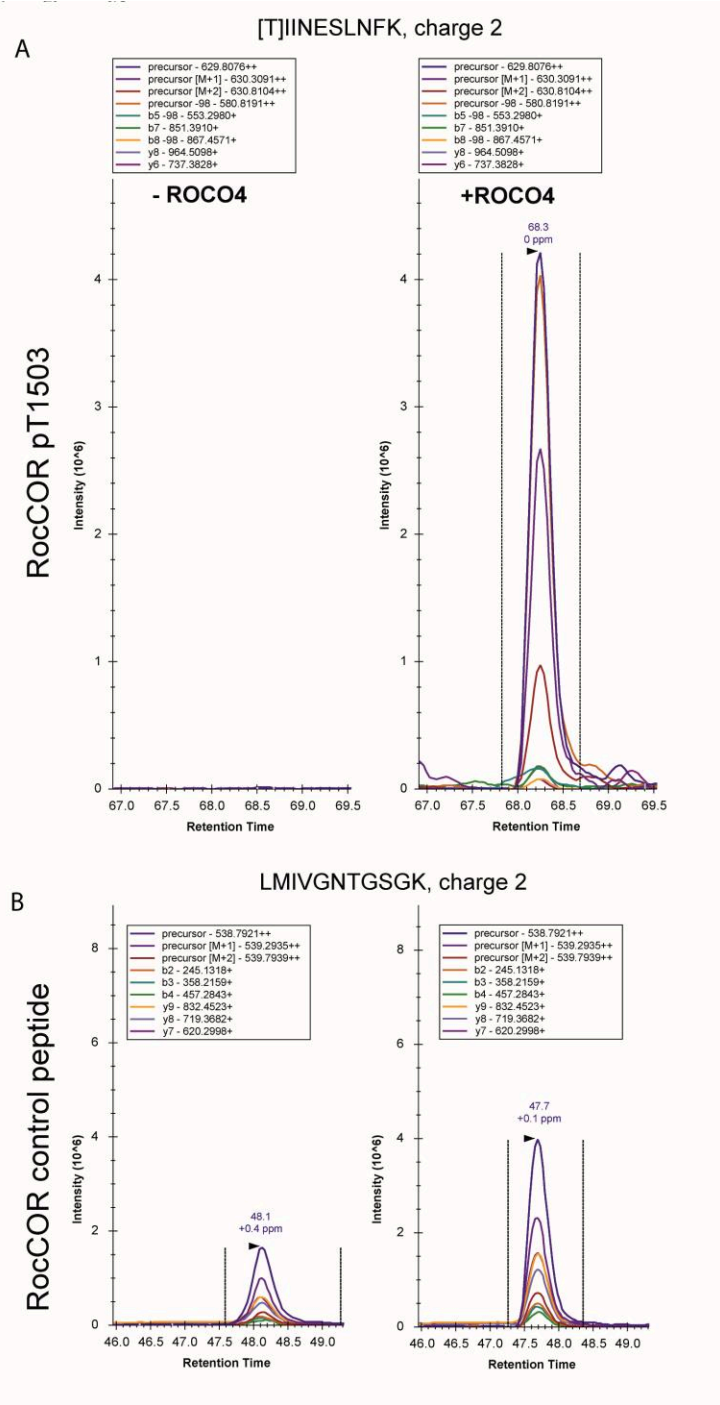 A
[T]IINESLNFK, charge 2
precursor - 629.8076++
precursor [M+1] - 630.3091++
precursor [M+2] - 630.8104++
precursor -98 - 580.8191++
b5 -98 - 553.2980+
b7 - 851.3910+
b8 -98 - 867.4571+
y8 - 964.5098+
y6 - 737.3828+
precursor - 629.8076++
precursor [M+1] - 630.3091++
precursor [M+2] - 630.8104++
precursor -98 - 580.8191++
b5 -98 - 553.2980+
b7 - 851.3910+
b8 -98 - 867.4571+
y8 - 964.5098+
y6 - 737.3828+
- ROCO4
+ROCO4
68.3
0 ppm
RocCOR pT1503
Intensity (10^6)
4
3
2
1
0
67.0 67.5 68.0 68.5 69.0 69.5
Retention Time
Intensity (10^6)
4
3
2
1
0
67.0 67.5 68.0 68.5 69.0 69.5
Retention Time
B
LMIVGNTGSGK, charge 2
precursor - 538.7921++
precursor [M+1] - 539.2935++
precursor [M+2] - 539.7939++
b2 - 245.1318+
b3 - 358.2159+
b4 - 457.2843+
y9 - 832.4523+
y8 - 719.3682+
y7 - 620.2998+
precursor - 538.7921++
precursor [M+1] - 539.2935++
precursor [M+2] - 539.7939++
b2 - 245.1318+
b3 - 358.2159+
b4 - 457.2843+
y9 - 832.4523+
y8 - 719.3682+
y7 - 620.2998+
RocCOR control peptide
Intensity (10^6)
8
6
4
2
0
48.1
+0.4 ppm
46.0 46.5 47.0 47.5 48.0 48.5 49.0
Retention Time
Intensity (10^6)
8
6
4
2
0
47.7
+0.1 ppm
46.0 46.5 47.0 47.5 48.0 48.5 49.0
Retention Time